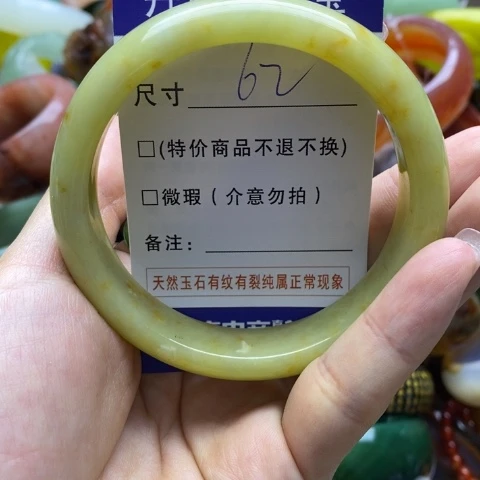 尺寸 62
□(特价商品不退不换)
□微瑕(介意勿拍)
备注:
天然玉石有纹有裂纯属正常现象